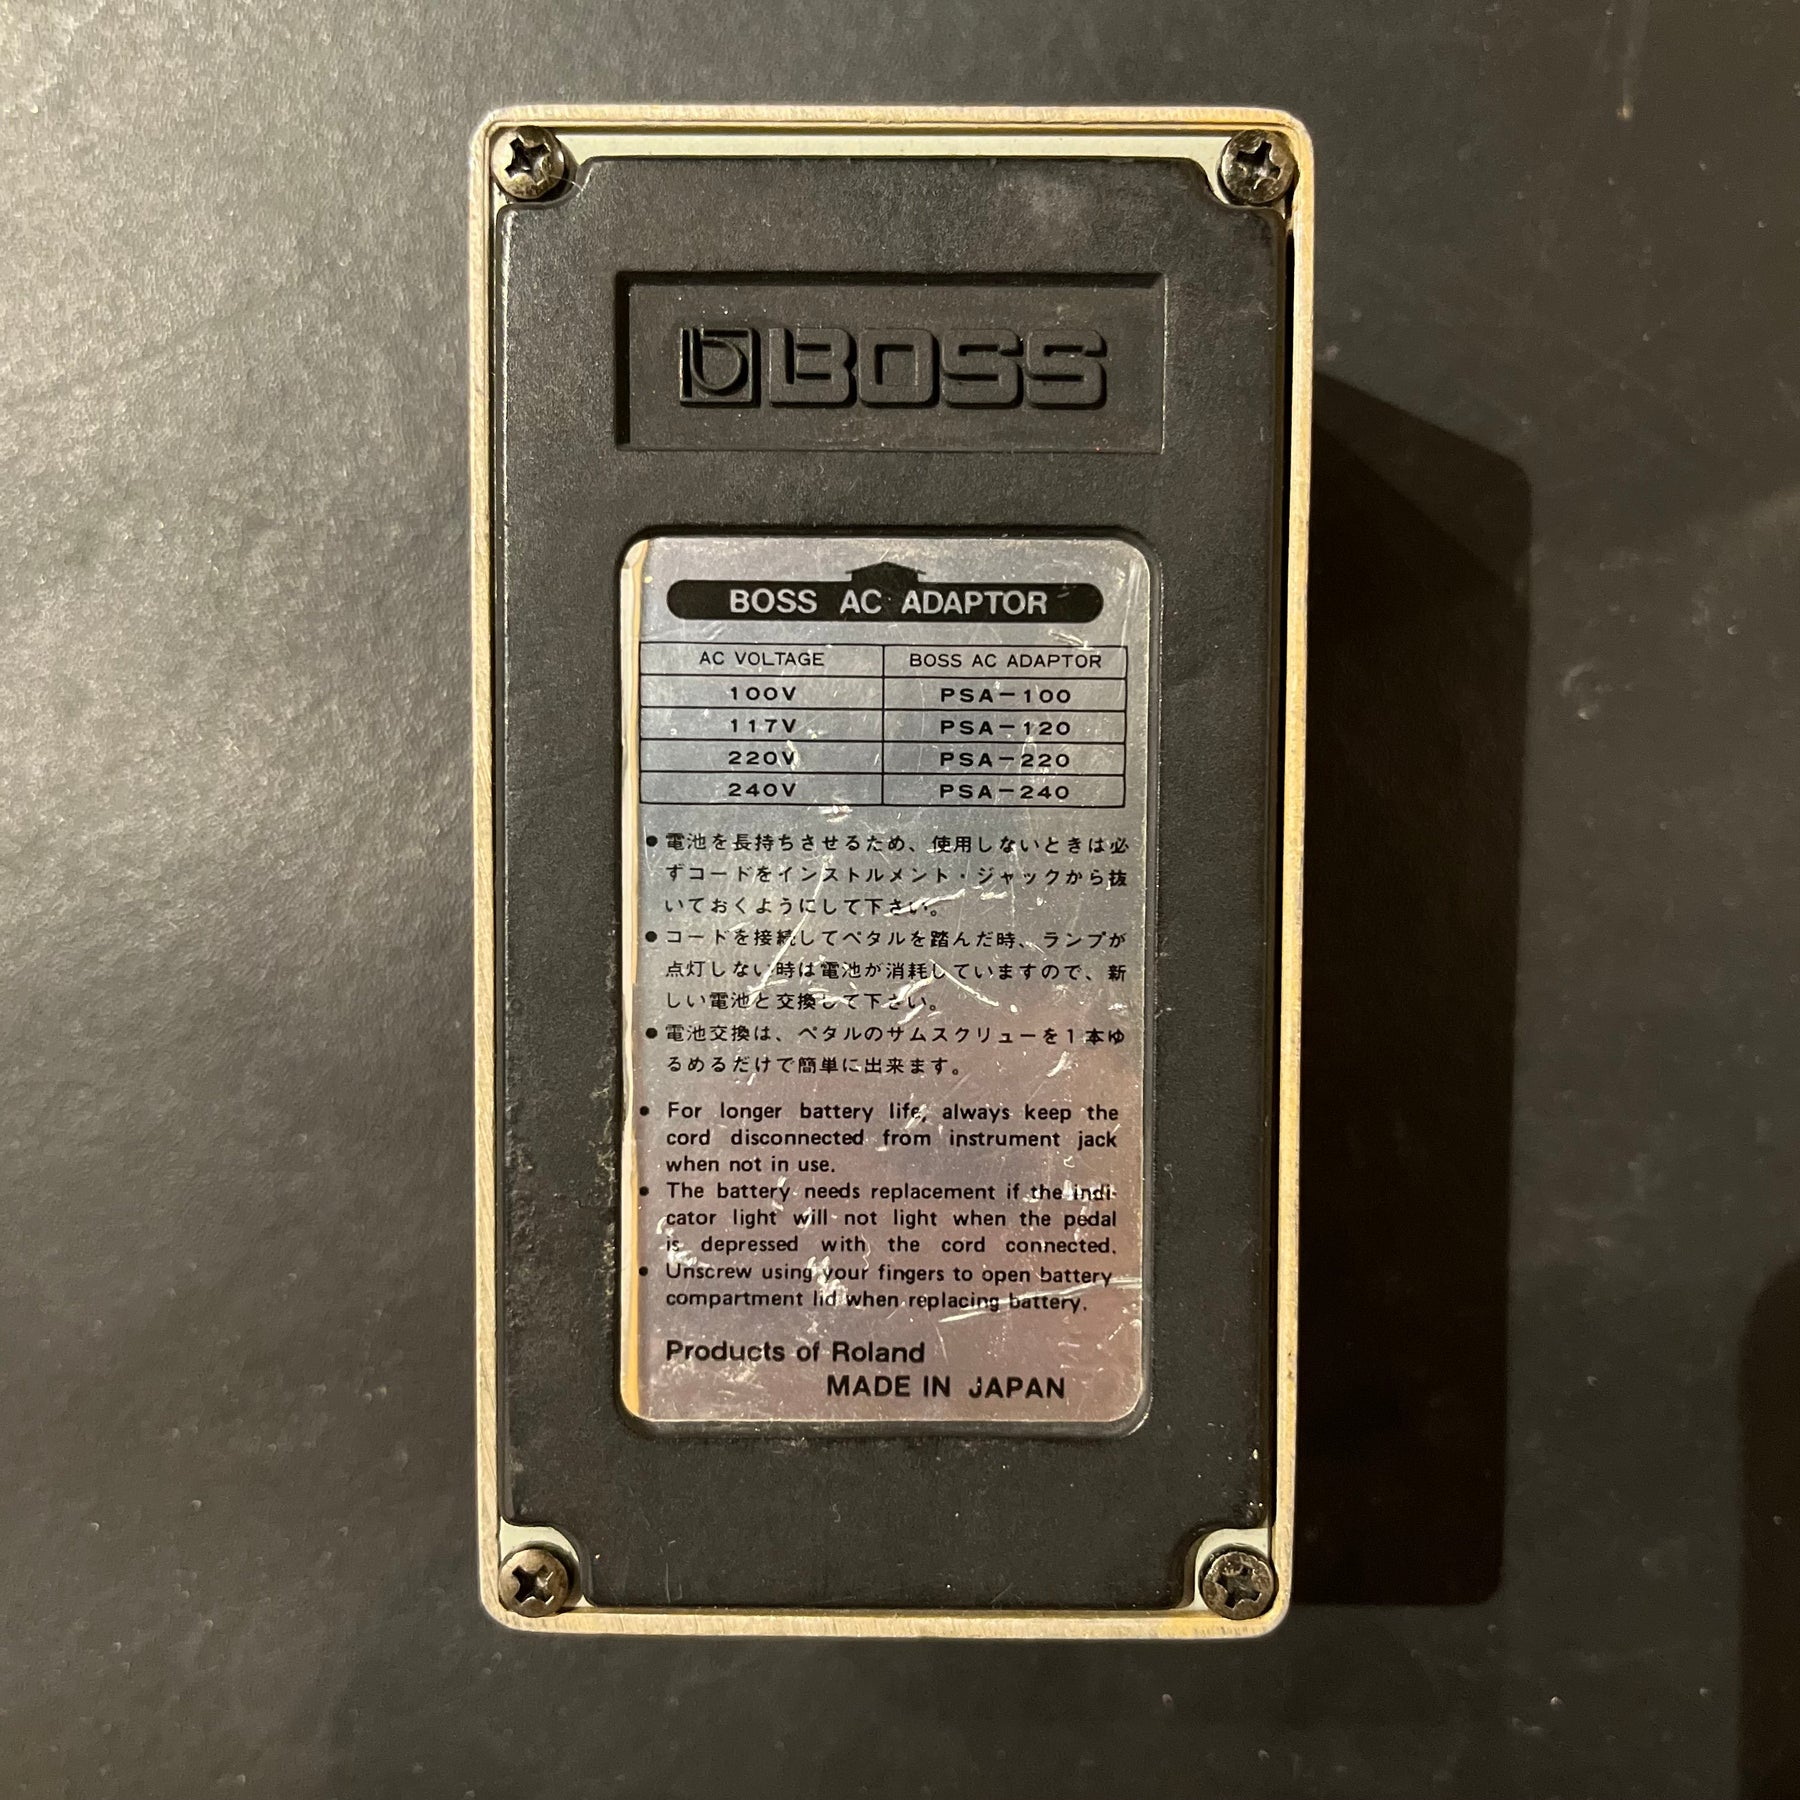 BOSS
BOSS AC ADAPTOR
AC VOLTAGE BOSS AC ADAPTOR
100V PSA-100
117V PSA-120
220V PSA-220
240V PSA-240
●電池を長持ちさせるため、使用しないときは必
ずコードをインストルメント・ジャックから抜
いておくようにして下さい。
●コードを接続してペタルを踏んだ時、ランプが
点灯しない時は電池が消耗していますので、新
しい電池と交換して下さい。
●電池交換は、ペタルのサムスクリューを1本ゆ
るめるだけで簡単に出来ます。
• For longer battery life, always keep the
cord disconnected from instrument jack
when not in use.
• The battery needs replacement if the indi-
cator light will not light when the pedal
is depressed with the cord connected.
• Unscrew using your fingers to open battery
compartment lid when replacing battery.
Products of Roland
MADE IN JAPAN